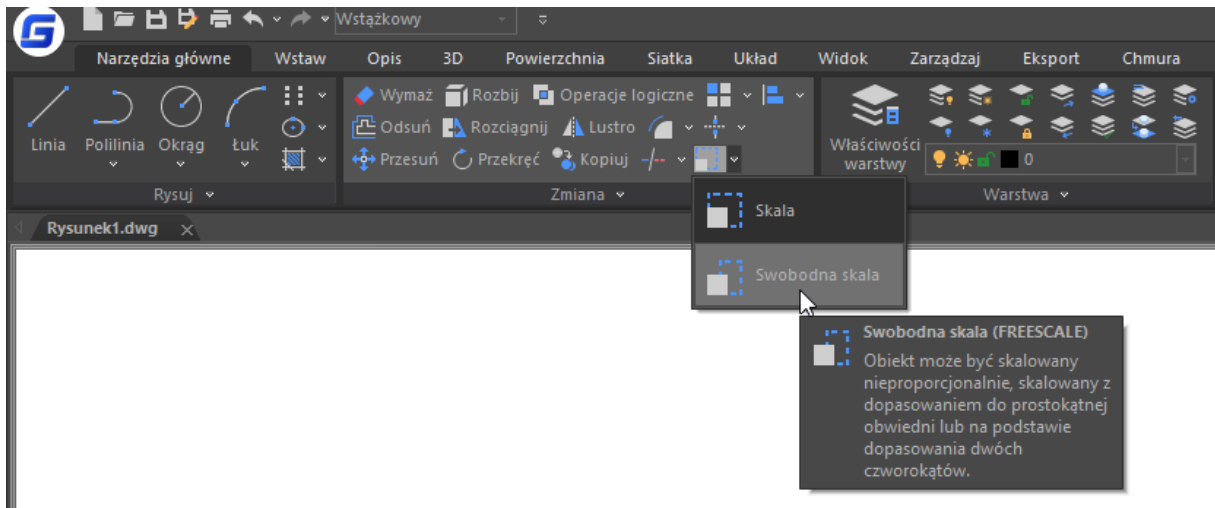 Wstążkowy
Narzędzia główne Wstaw Opis 3D Powierzchnia Siatka Układ Widok Zarządzaj Eksport Chmura
Wymaż Rozbij Operacje logiczne
Odsuń Rozciągnij Lustro
Linia Polilinia Okrąg Łuk
Przesuń Przekręć Kopiuj
Właściwości
warstwy
0
Rysuj Zmiana Warstwa
Rysunek1.dwg
Skala
Swobodna skala
Swobodna skala (FREESCALE)
Obiekt może być skalowany
nieproporcjonalnie, skalowany z
dopasowaniem do prostokątnej
obwiedni lub na podstawie
dopasowania dwóch
czworokątów.